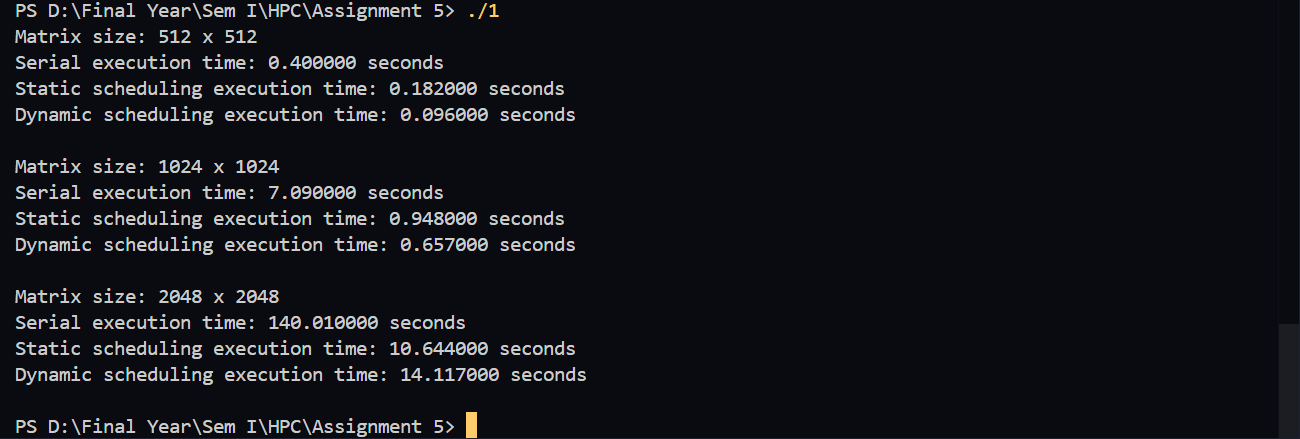 PS D:\Final Year\Sem I\HPC\Assignment 5> ./1
Matrix size: 512 x 512
Serial execution time: 0.400000 seconds
Static scheduling execution time: 0.182000 seconds
Dynamic scheduling execution time: 0.096000 seconds
Matrix size: 1024 x 1024
Serial execution time: 7.090000 seconds
Static scheduling execution time: 0.948000 seconds
Dynamic scheduling execution time: 0.657000 seconds
Matrix size: 2048 x 2048
Serial execution time: 140.010000 seconds
Static scheduling execution time: 10.644000 seconds
Dynamic scheduling execution time: 14.117000 seconds
PS D:\Final Year\Sem I\HPC\Assignment 5>